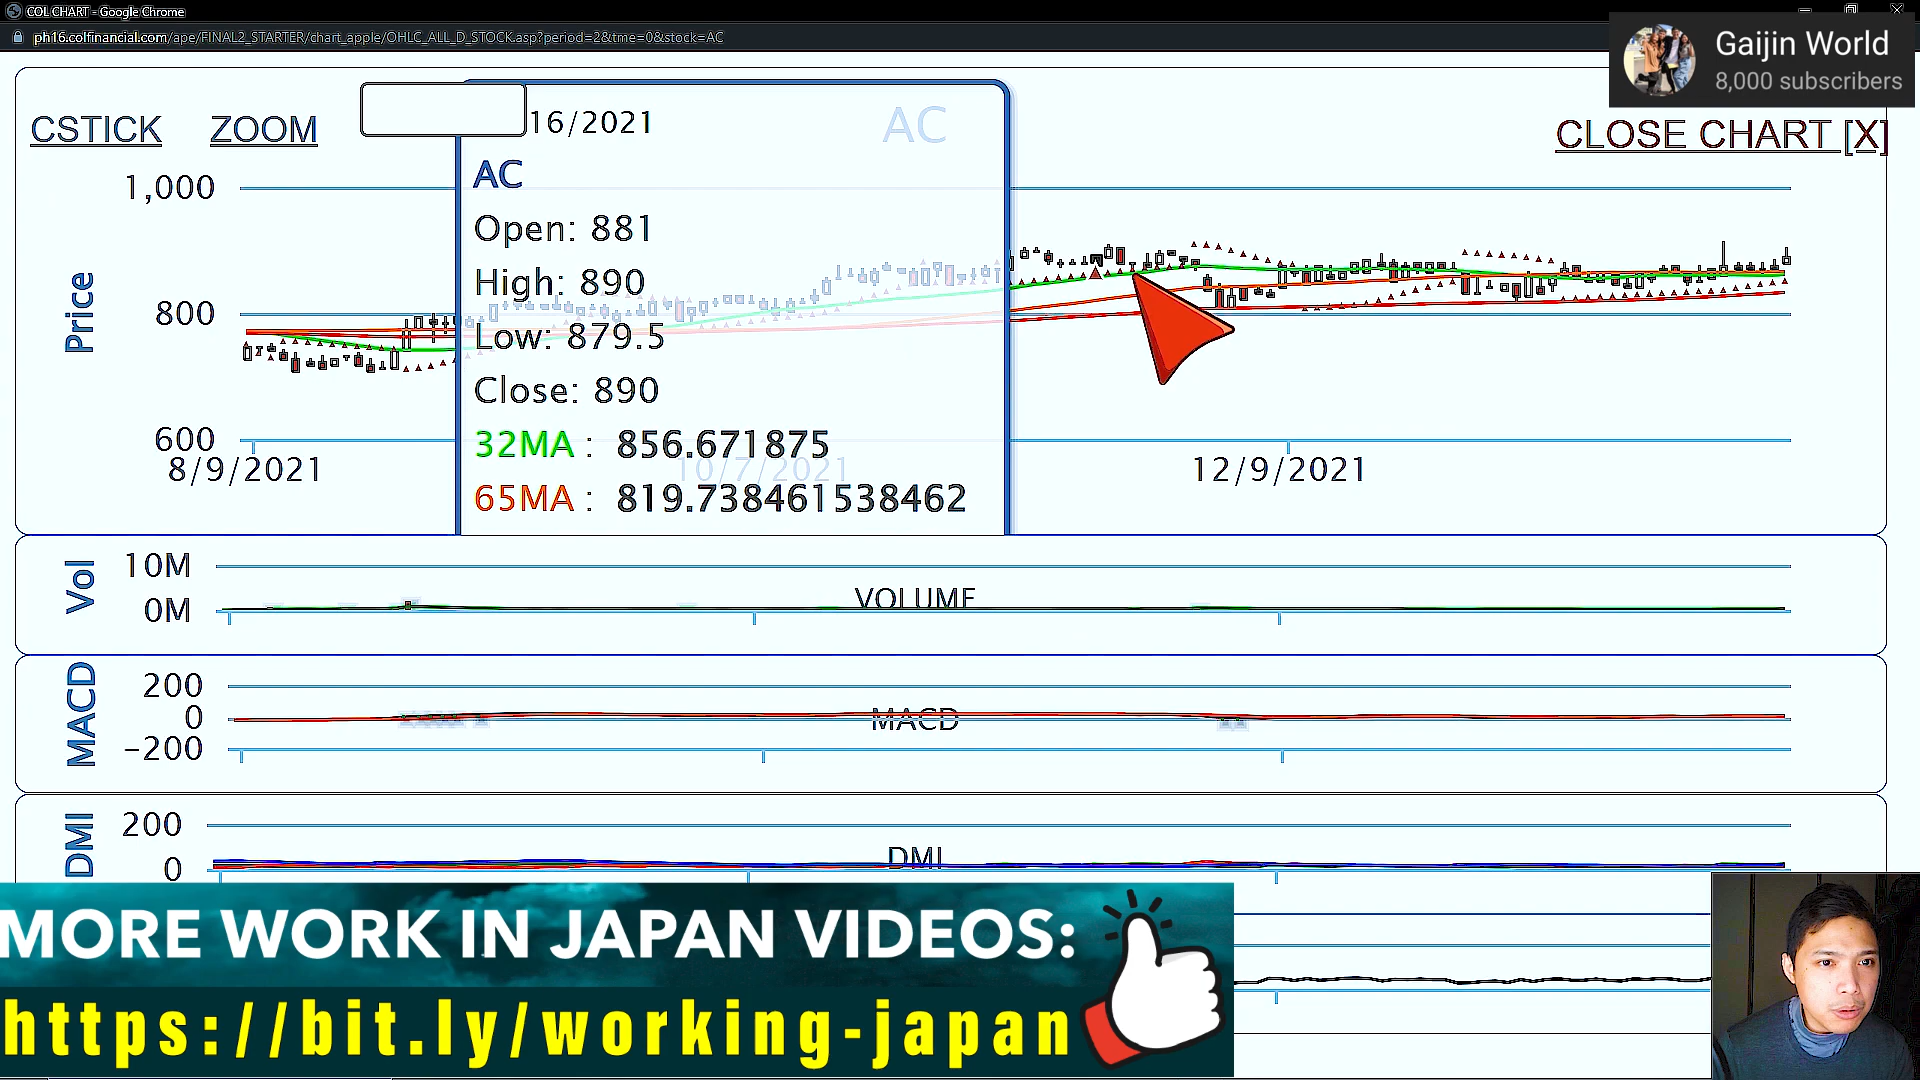 COL CHART - Google Chrome
ph16.colfinancial.com/ape/FINAL2_STARTER/chart_apple/OHLC_ALL_D_STOCK.asp?period=2&tme=0&stock=AC
Gaijin World
8,000 subscribers
CSTICK ZOOM
16/2021
AC
CLOSE CHART [X]
AC
Open: 881
High: 890
Low: 879.5
Close: 890
32MA : 856.671875
65MA : 819.738461538462
Price
1,000
800
600
8/9/2021 10/7/2021 12/9/2021
Vol
10M
0M
VOLUME
MACD
200
0
-200
MACD
DMI
200
0
DMI
MORE WORK IN JAPAN VIDEOS:
https://bit.ly/working-japan